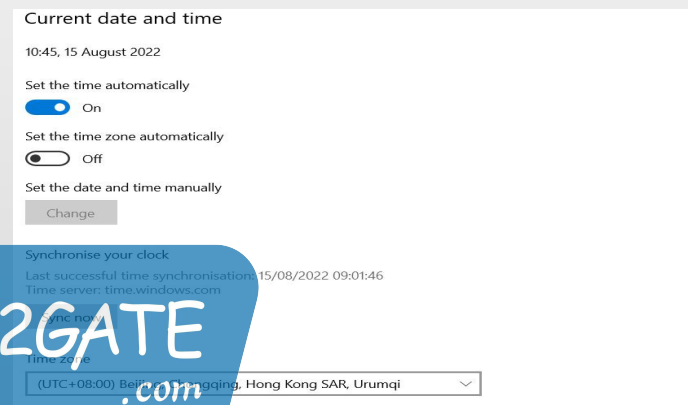 Current date and time
10:45, 15 August 2022
Set the time automatically
On
Set the time zone automatically
Off
Set the date and time manually
Change
Synchronise your clock
Last successful time synchronisation: 15/08/2022 09:01:46
Time server: time.windows.com
Sync now
2GATE
Time zone
(UTC+08:00) Beijing, Chongqing, Hong Kong SAR, Urumqi
.com